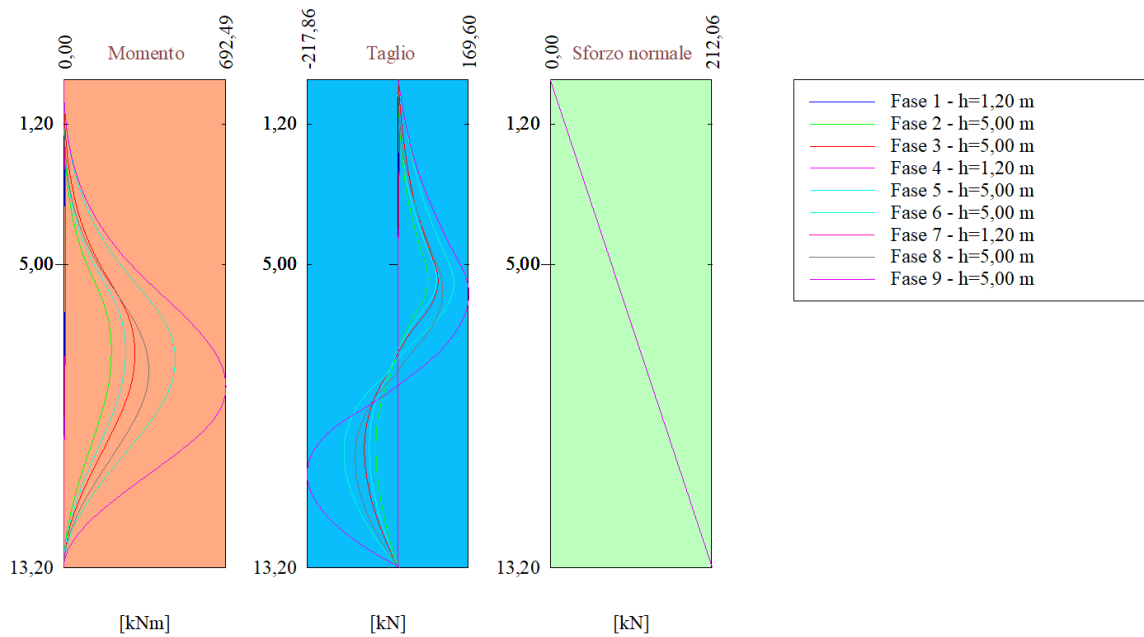 0,00
692,49
Momento
-217,86
169,60
Taglio
0,00
212,06
Sforzo normale
1,20
5,00
13,20
[kNm]
1,20
5,00
13,20
[kN]
1,20
5,00
13,20
[kN]
Fase 1 - h=1,20 m
Fase 2 - h=5,00 m
Fase 3 - h=5,00 m
Fase 4 - h=1,20 m
Fase 5 - h=5,00 m
Fase 6 - h=5,00 m
Fase 7 - h=1,20 m
Fase 8 - h=5,00 m
Fase 9 - h=5,00 m